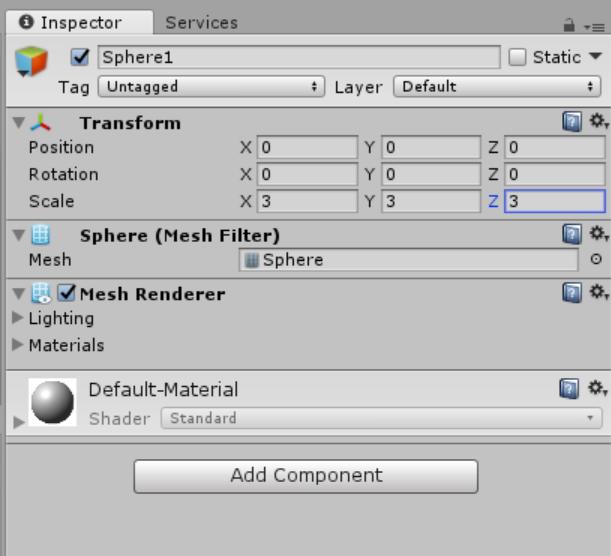 Inspector Services
Sphere1 Static
Tag Untagged Layer Default
Transform
Position X 0 Y 0 Z 0
Rotation X 0 Y 0 Z 0
Scale X 3 Y 3 Z 3
Sphere (Mesh Filter)
Mesh Sphere
Mesh Renderer
Lighting
Materials
Default-Material
Shader Standard
Add Component